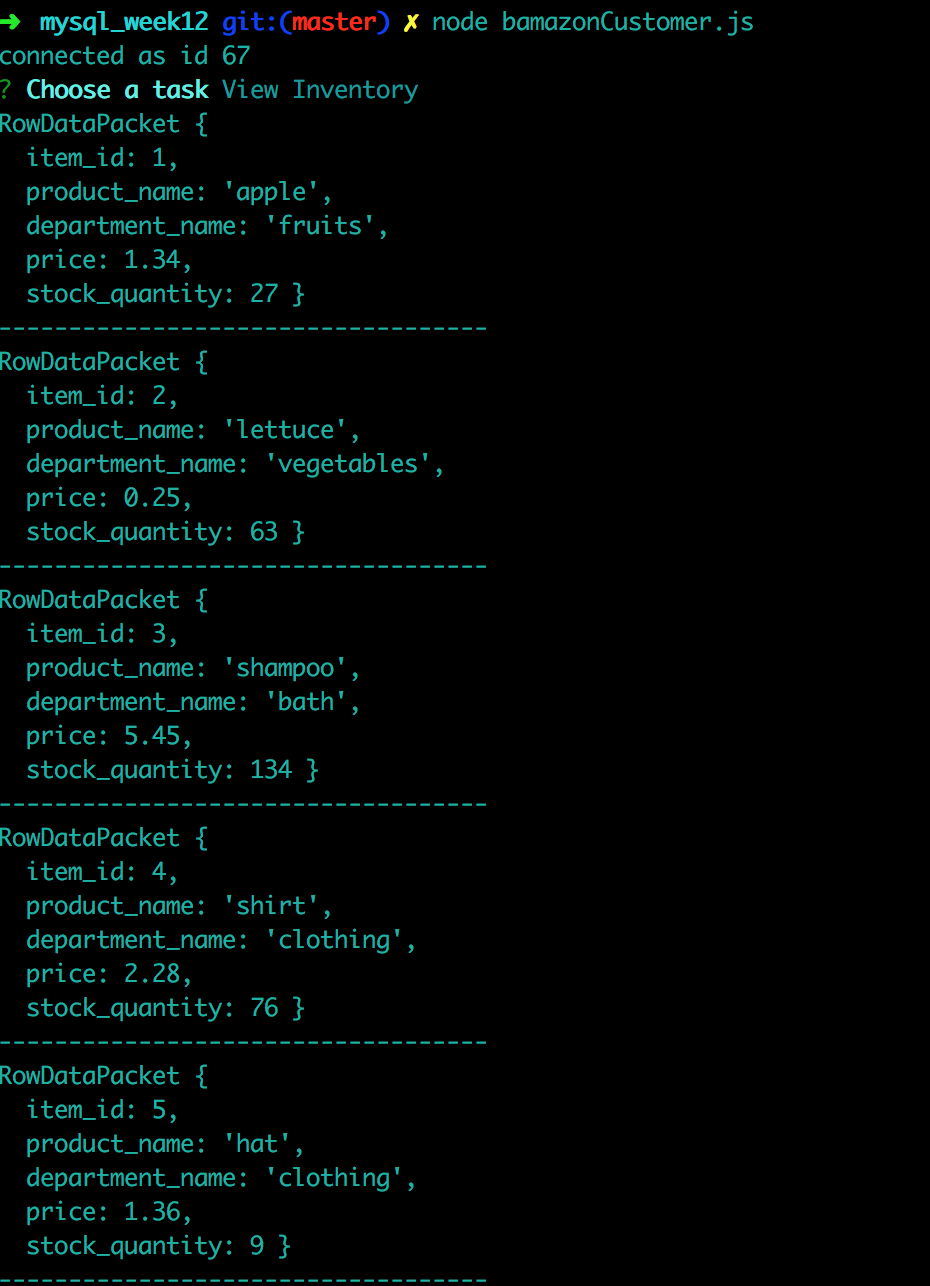 ➜  mysql_week12 git:(master) ✗ node bamazonCustomer.js
connected as id 67
? Choose a task View Inventory
RowDataPacket {
  item_id: 1,
  product_name: 'apple',
  department_name: 'fruits',
  price: 1.34,
  stock_quantity: 27 }
-----------------------------------
RowDataPacket {
  item_id: 2,
  product_name: 'lettuce',
  department_name: 'vegetables',
  price: 0.25,
  stock_quantity: 63 }
-----------------------------------
RowDataPacket {
  item_id: 3,
  product_name: 'shampoo',
  department_name: 'bath',
  price: 5.45,
  stock_quantity: 134 }
-----------------------------------
RowDataPacket {
  item_id: 4,
  product_name: 'shirt',
  department_name: 'clothing',
  price: 2.28,
  stock_quantity: 76 }
-----------------------------------
RowDataPacket {
  item_id: 5,
  product_name: 'hat',
  department_name: 'clothing',
  price: 1.36,
  stock_quantity: 9 }
-----------------------------------